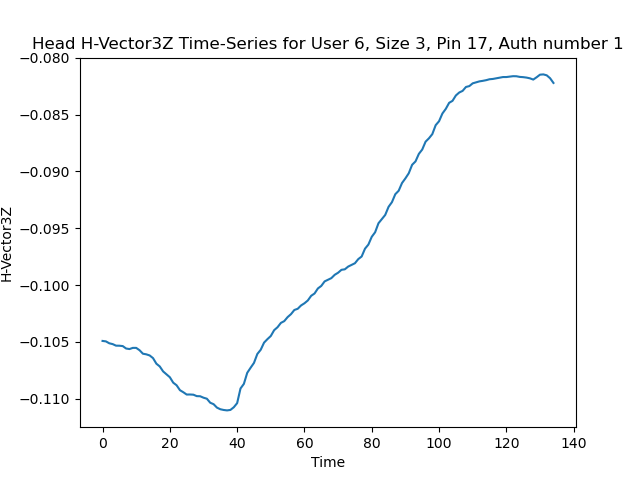 Head H-Vector3Z Time-Series for User 6, Size 3, Pin 17, Auth number 1
−0.080
−0.085
−0.090
−0.095
−0.100
−0.105
−0.110
H-Vector3Z
0 20 40 60 80 100 120 140
Time